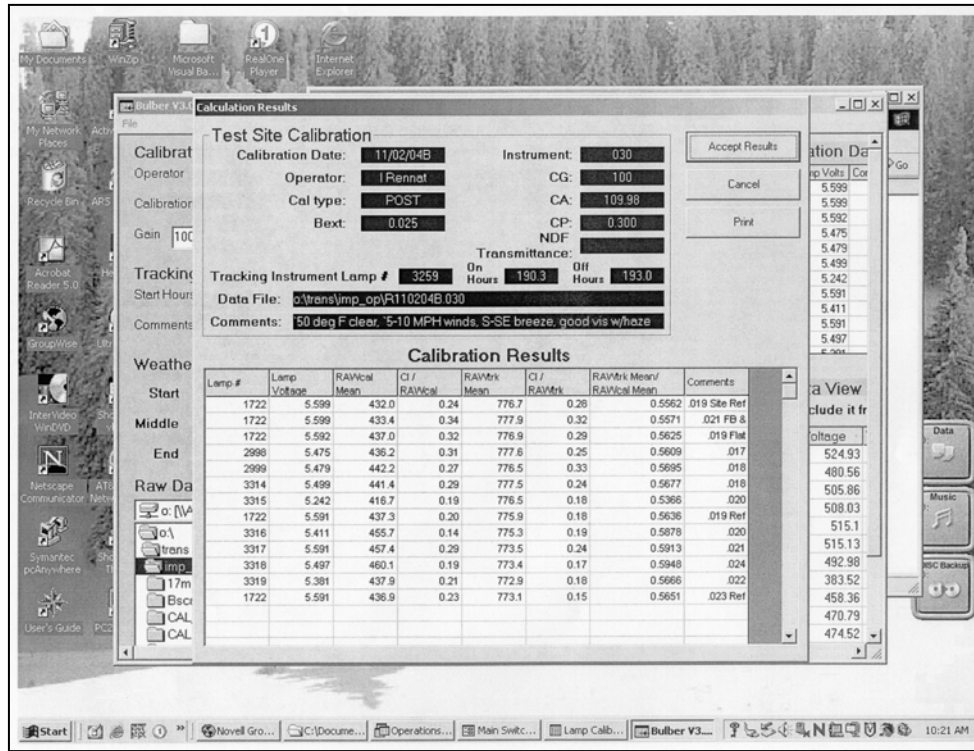 My Documents
WinZip
Microsoft Visual Ba...
RealOne Player
Internet Explorer
My Network Places
Recycle Bin
ARS
Acrobat Reader 5.0
GroupWise
InterVideo WinDVD
Netscape Communicator
Symantec pcAnywhere
User's Guide
Bulber V3.0
File
Calibrat
Operator
Calibration
Gain 100
Tracking
Start Hours
Comments
Weathe
Start
Middle
End
Raw Da
o:\
trans
imp_
17m
Bscr
CAL
CAL
Calculation Results
Test Site Calibration
Calibration Date: 11/02/04B Instrument: 030
Operator: I Rennat CG: 100
Cal type: POST CA: 109.98
Bext: 0.025 CP: 0.300
NDF Transmittance:
Tracking Instrument Lamp # 3259 On Hours 190.3 Off Hours 193.0
Data File: o:\trans\imp_op\R110204B.030
Comments: `50 deg F clear, `5-10 MPH winds, S-SE breeze, good vis w/haze
Accept Results
Cancel
Print
Calibration Results
Lamp # Lamp Voltage RAWcal Mean CI / RAWcal RAWtrk Mean CI / RAWtrk RAWtrk Mean/ RAWcal Mean Comments
1722 5.599 432.0 0.24 776.7 0.28 0.5562 .019 Site Ref
1722 5.599 433.4 0.34 777.9 0.32 0.5571 .021 FB &
1722 5.592 437.0 0.32 776.9 0.29 0.5625 .019 Flat
2998 5.475 436.2 0.31 777.6 0.25 0.5609 .017
2999 5.479 442.2 0.27 776.5 0.33 0.5695 .018
3314 5.499 441.4 0.29 777.5 0.24 0.5677 .018
3315 5.242 416.7 0.19 776.5 0.18 0.5366 .020
1722 5.591 437.3 0.20 775.9 0.18 0.5636 .019 Ref
3316 5.411 455.7 0.14 775.3 0.19 0.5878 .020
3317 5.591 457.4 0.29 773.5 0.24 0.5913 .021
3318 5.497 460.1 0.19 773.4 0.17 0.5948 .024
3319 5.381 437.9 0.21 772.9 0.18 0.5666 .022
1722 5.591 436.9 0.23 773.1 0.15 0.5651 .023 Ref
ation Da
mp Volts Cor
5.599
5.599
5.592
5.475
5.479
5.499
5.242
5.591
5.411
5.591
5.497
Go
a View
clude it fr
oltage
524.93
480.56
505.86
508.03
515.1
515.13
492.98
383.52
458.36
470.79
474.52
Data
Music
DISC Backup
Start
Novell Gro...
C:\Docume...
Operations...
Main Switc...
Lamp Calib...
Bulber V3....
10:21 AM